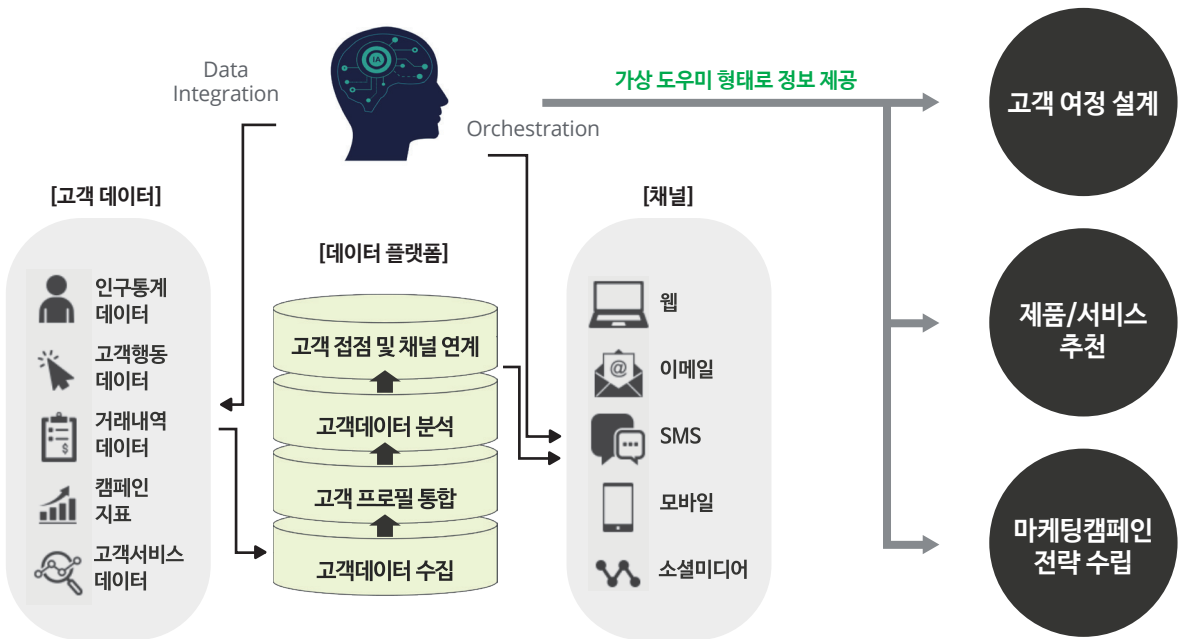 IA
Data
Integration
Orchestration
가상 도우미 형태로 정보 제공
고객 여정 설계
제품/서비스
추천
마케팅캠페인
전략 수립
[고객 데이터]
인구통계
데이터
고객행동
데이터
거래내역
데이터
캠페인
지표
고객서비스
데이터
[데이터 플랫폼]
고객 접점 및 채널 연계
고객데이터 분석
고객 프로필 통합
고객데이터 수집
[채널]
웹
이메일
SMS
모바일
소셜미디어